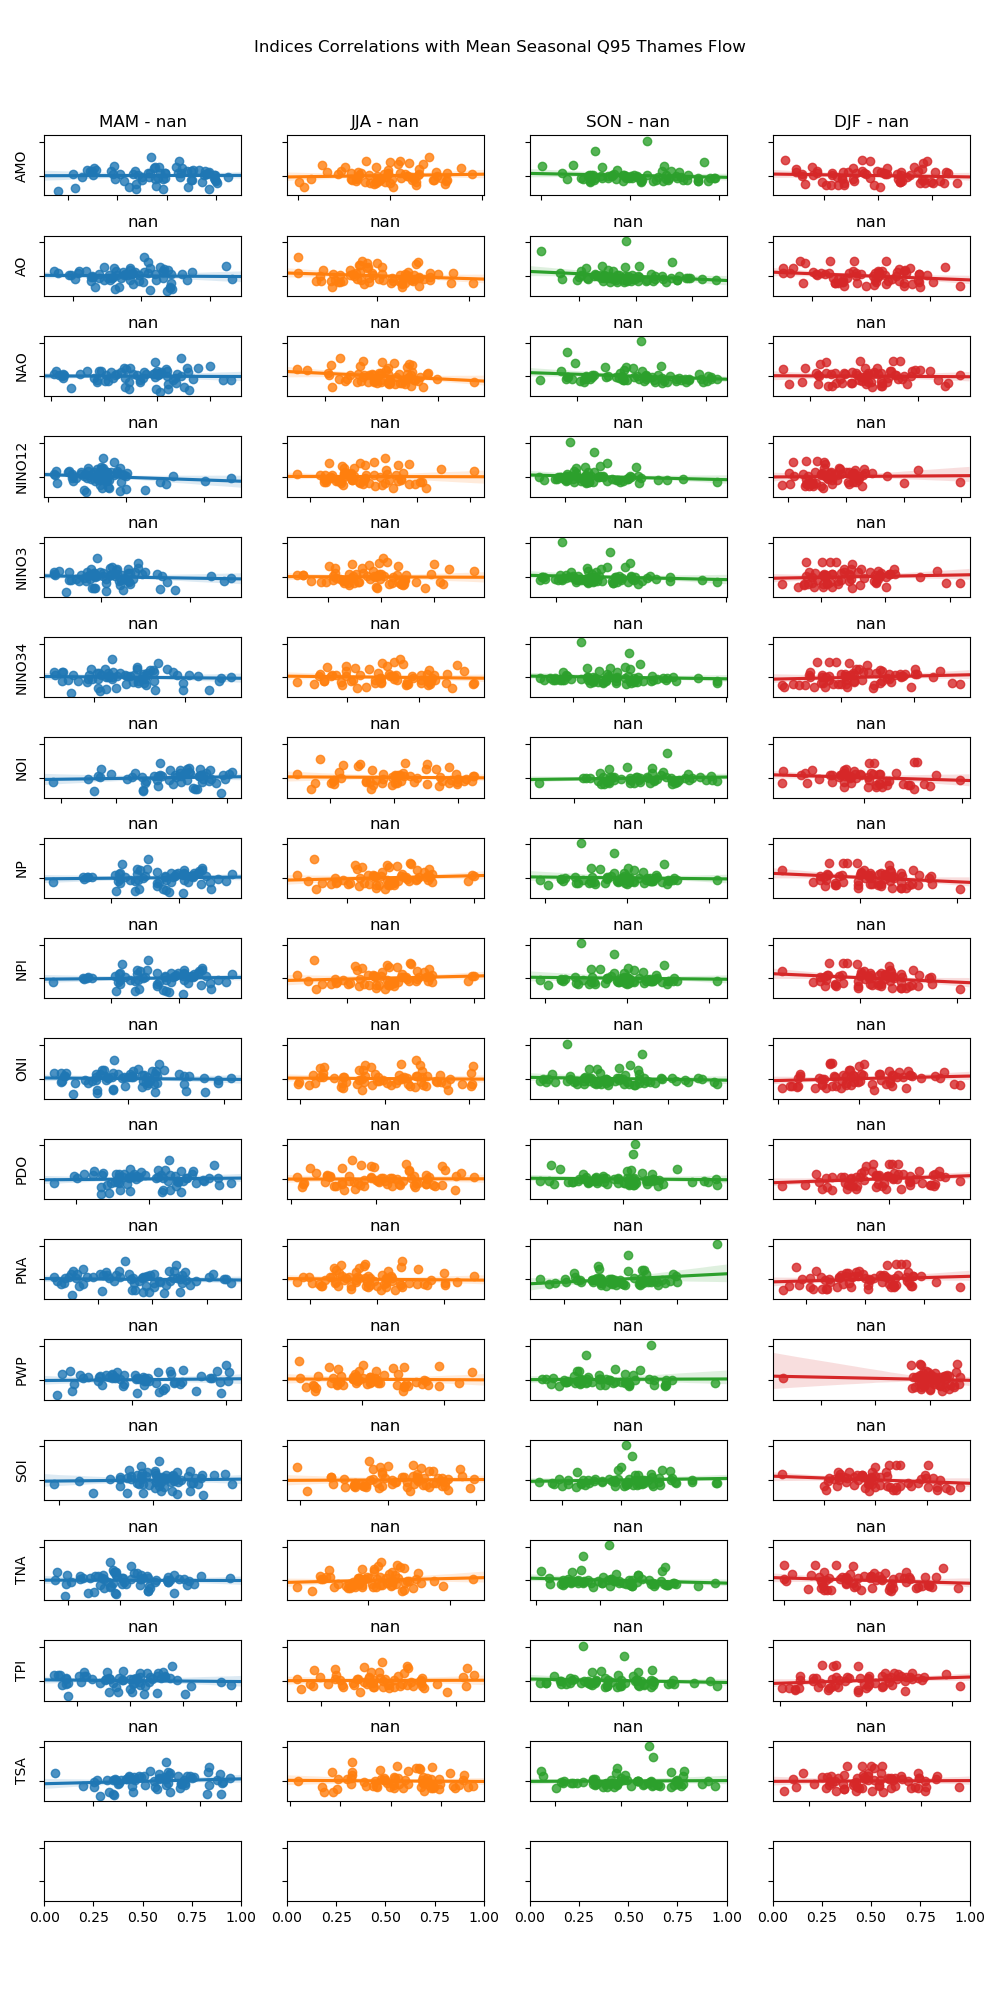 Indices Correlations with Mean Seasonal Q95 Thames Flow
MAM - nan JJA - nan SON - nan DJF - nan
AMO
nan nan nan nan
AO
nan nan nan nan
NAO
nan nan nan nan
NINO12
nan nan nan nan
NINO3
nan nan nan nan
NINO34
nan nan nan nan
NOI
nan nan nan nan
NP
nan nan nan nan
NPI
nan nan nan nan
ONI
nan nan nan nan
PDO
nan nan nan nan
PNA
nan nan nan nan
PWP
nan nan nan nan
SOI
nan nan nan nan
TNA
nan nan nan nan
TPI
nan nan nan nan
TSA
0.00 0.25 0.50 0.75 1.00 0.00 0.25 0.50 0.75 1.00 0.00 0.25 0.50 0.75 1.00 0.00 0.25 0.50 0.75 1.00